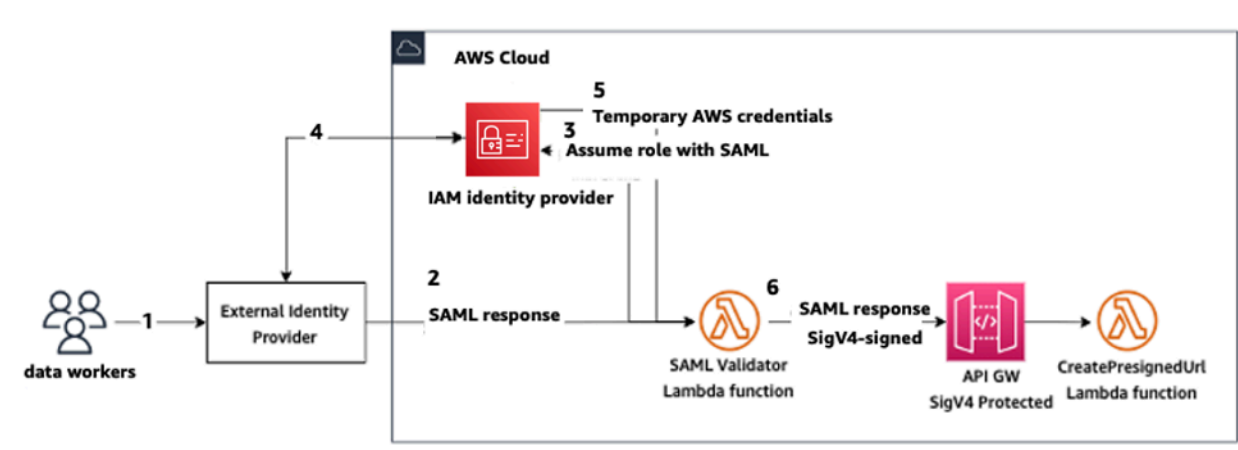 AWS Cloud
5
Temporary AWS credentials
4
3
Assume role with SAML
IAM identity provider
2
SAML response
External Identity
Provider
1
data workers
6
SAML response
SigV4-signed
SAML Validator
Lambda function
API GW
SigV4 Protected
CreatePresignedUrl
Lambda function